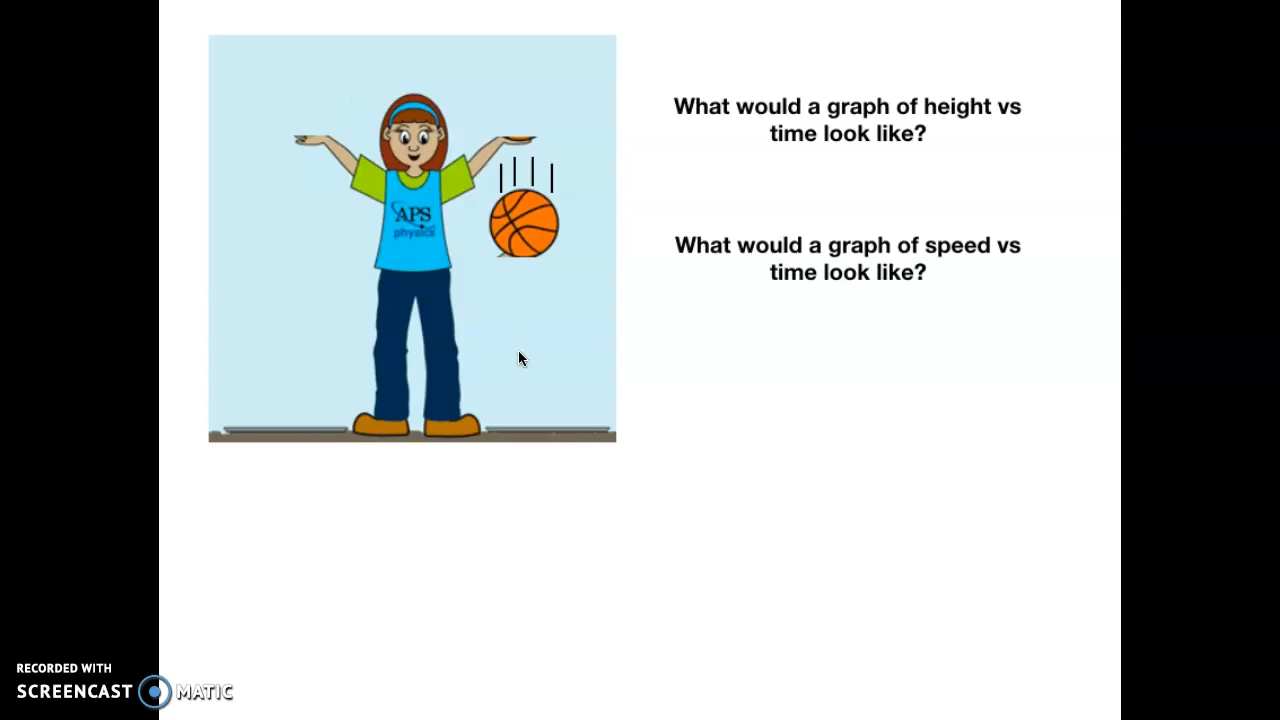 What would a graph of height vs
time look like?
What would a graph of speed vs
time look like?
APS
physics
RECORDED WITH
SCREENCAST MATIC